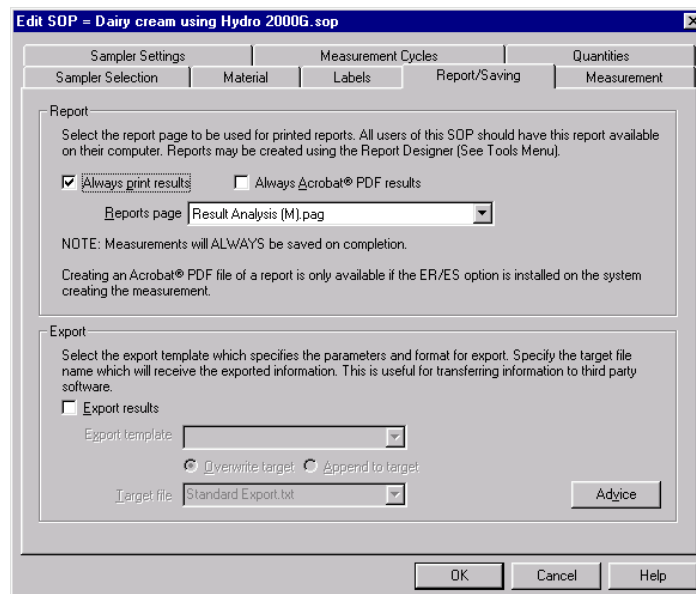 Edit SOP = Dairy cream using Hydro 2000G.sop
Sampler Settings Measurement Cycles Quantities
Sampler Selection Material Labels Report/Saving Measurement
Report
Select the report page to be used for printed reports. All users of this SOP should have this report available
on their computer. Reports may be created using the Report Designer (See Tools Menu).
Always print results Always Acrobat® PDF results
Reports page Result Analysis (M).pag
NOTE: Measurements will ALWAYS be saved on completion.
Creating an Acrobat® PDF file of a report is only available if the ER/ES option is installed on the system
creating the measurement.
Export
Select the export template which specifies the parameters and format for export. Specify the target file
name which will receive the exported information. This is useful for transferring information to third party
software.
Export results
Export template
Overwrite target Append to target
Target file Standard Export.txt Advice
OK Cancel Help